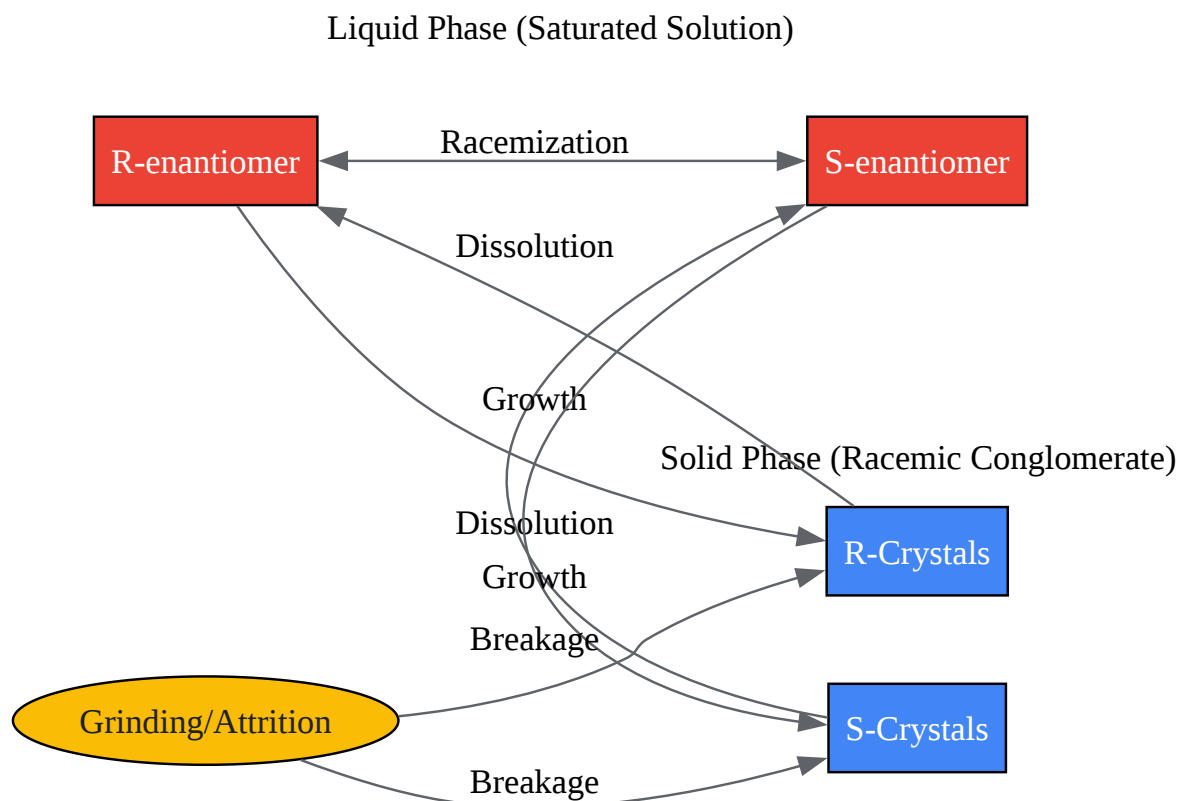 Liquid Phase (Saturated Solution)
R-enantiomer
Racemization
S-enantiomer
Dissolution
Growth
Solid Phase (Racemic Conglomerate)
Dissolution
R-Crystals
Growth
Breakage
Grinding/Attrition
S-Crystals
Breakage